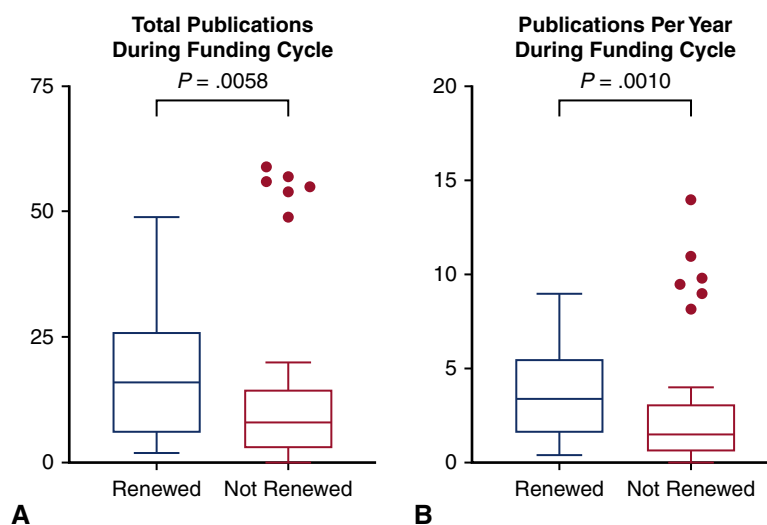 Total Publications
During Funding Cycle
P = .0058
75
50
25
0
Renewed
Not Renewed
A
Publications Per Year
During Funding Cycle
P = .0010
20
15
10
5
0
Renewed
Not Renewed
B